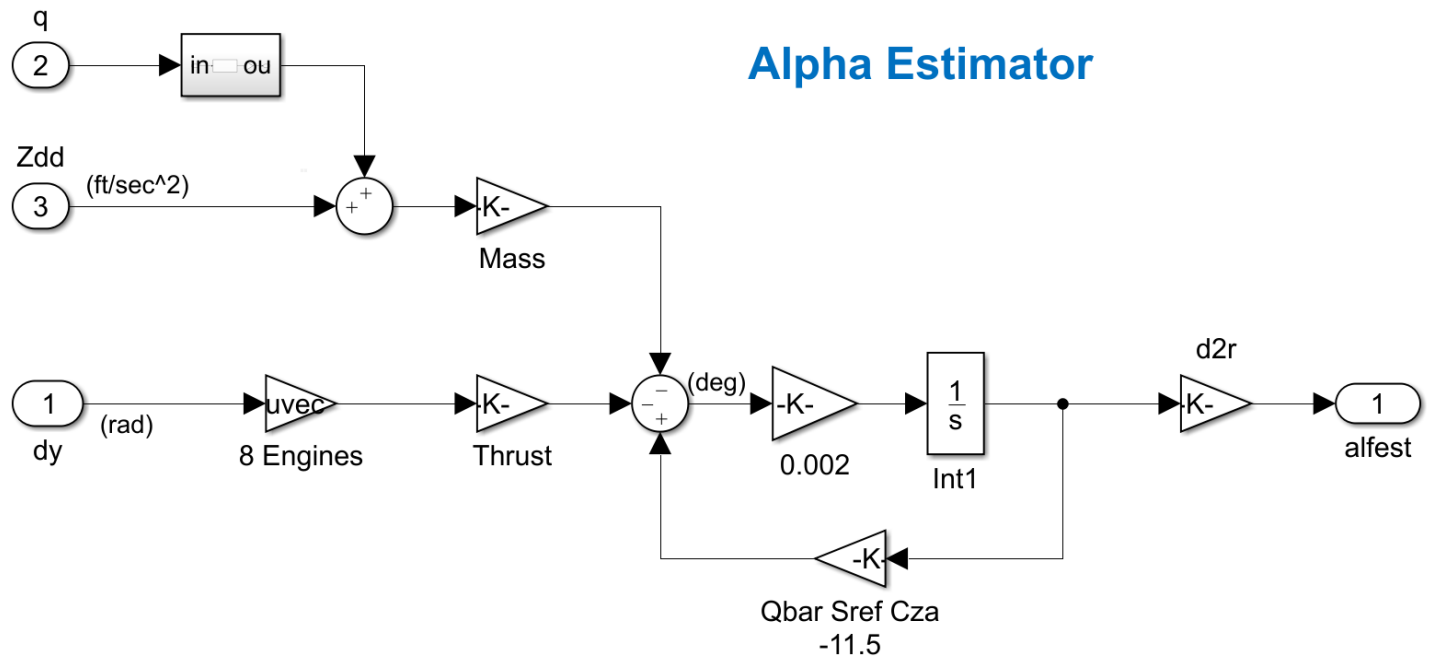 q
2
in ou
Alpha Estimator
Zdd
(ft/sec^2)
3
+
+
-K-
Mass
d2r
1
(rad)
dy
uvec
8 Engines
-K-
Thrust
−
−
+
(deg)
-K-
0.002
1
s
Int1
-K-
1
alfest
-K-
Qbar Sref Cza
-11.5